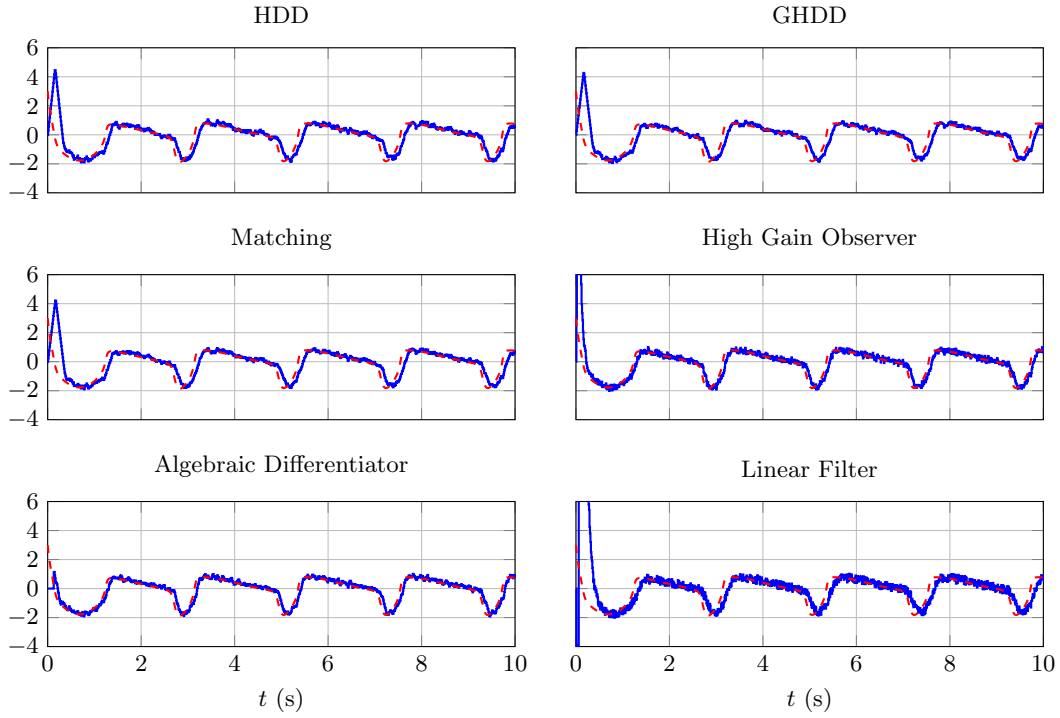 HDD
GHDD
6
4
2
0
−2
−4
Matching
High Gain Observer
6
4
2
0
−2
−4
Algebraic Differentiator
Linear Filter
6
4
2
0
−2
−4
0 2 4 6 8 10
0 2 4 6 8 10
t (s)
t (s)